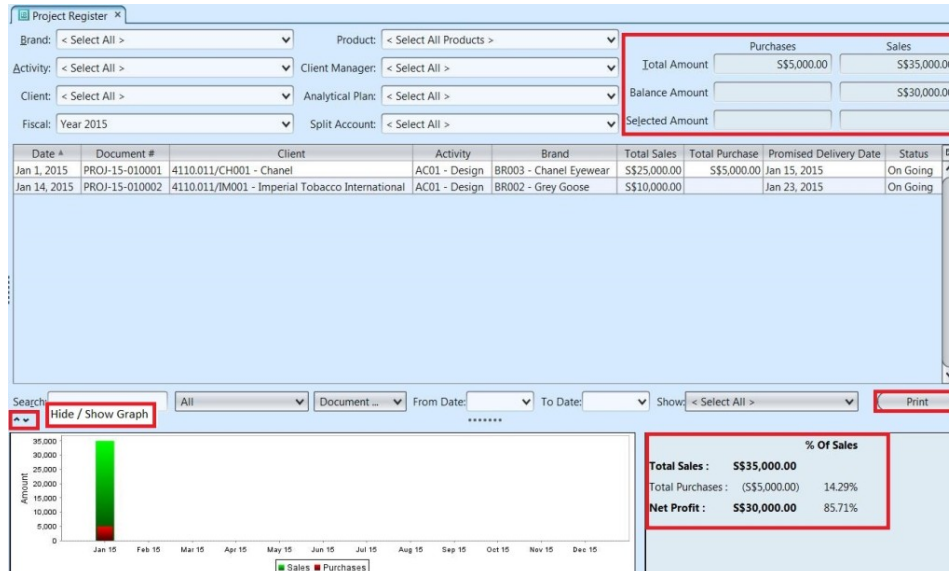 Project Register ×
Brand: < Select All > Product: < Select All Products >
Purchases Sales
Activity: < Select All > Client Manager: < Select All > Total Amount S$5,000.00 S$35,000.00
Client: < Select All > Analytical Plan: < Select All > Balance Amount S$30,000.00
Fiscal: Year 2015 Split Account: < Select All > Selected Amount
Date Document # Client Activity Brand Total Sales Total Purchase Promised Delivery Date Status
Jan 1, 2015 PROJ-15-010001 4110.011/CH001 - Chanel AC01 - Design BR003 - Chanel Eyewear S$25,000.00 S$5,000.00 Jan 15, 2015 On Going
Jan 14, 2015 PROJ-15-010002 4110.011/IM001 - Imperial Tobacco International AC01 - Design BR002 - Grey Goose S$10,000.00 Jan 23, 2015 On Going
Search: All Document ... From Date: To Date: Show: < Select All > Print
Hide / Show Graph
Amount
35,000
30,000
25,000
20,000
15,000
10,000
5,000
0
Jan 15 Feb 15 Mar 15 Apr 15 May 15 Jun 15 Jul 15 Aug 15 Sep 15 Oct 15 Nov 15 Dec 15
Sales Purchases
% Of Sales
Total Sales : S$35,000.00
Total Purchases : (S$5,000.00) 14.29%
Net Profit : S$30,000.00 85.71%